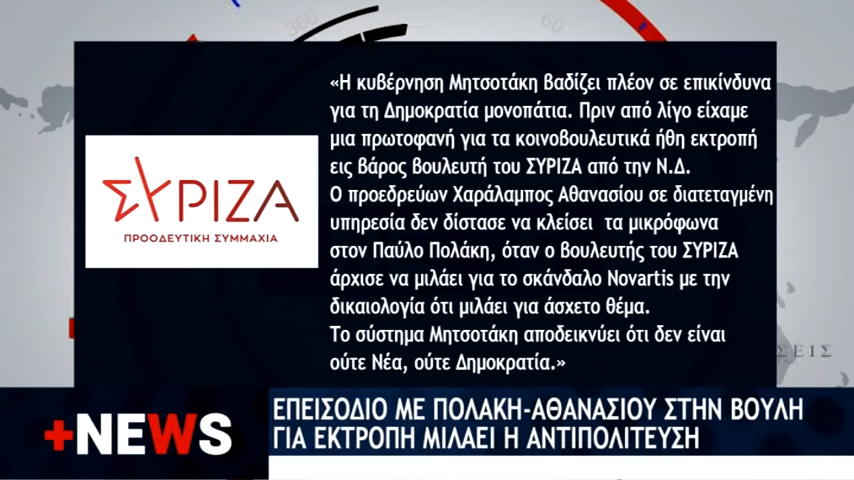 360
60
«Η κυβέρνηση Μητσοτάκη βαδίζει πλέον σε επικίνδυνα
για τη Δημοκρατία μονοπάτια. Πριν από λίγο είχαμε
μια πρωτοφανή για τα κοινοβουλευτικά ήθη εκτροπή
εις βάρος βουλευτή του ΣΥΡΙΖΑ από την Ν.Δ.
Ο προεδρεύων Χαράλαμπος Αθανασίου σε διατεταγμένη
υπηρεσία δεν δίστασε να κλείσει τα μικρόφωνα
στον Παύλο Πολάκη, όταν ο βουλευτής του ΣΥΡΙΖΑ
άρχισε να μιλάει για το σκάνδαλο Novartis με την
δικαιολογία ότι μιλάει για άσχετο θέμα.
Το σύστημα Μητσοτάκη αποδεικνύει ότι δεν είναι
ούτε Νέα, ούτε Δημοκρατία.»
ΣΥΡΙΖΑ
ΠΡΟΟΔΕΥΤΙΚΗ ΣΥΜΜΑΧΙΑ
+NEWS
ΕΠΕΙΣΟΔΙΟ ΜΕ ΠΟΛΑΚΗ-ΑΘΑΝΑΣΙΟΥ ΣΤΗΝ ΒΟΥΛΗ
ΓΙΑ ΕΚΤΡΟΠΗ ΜΙΛΑΕΙ Η ΑΝΤΙΠΟΛΙΤΕΥΣΗ